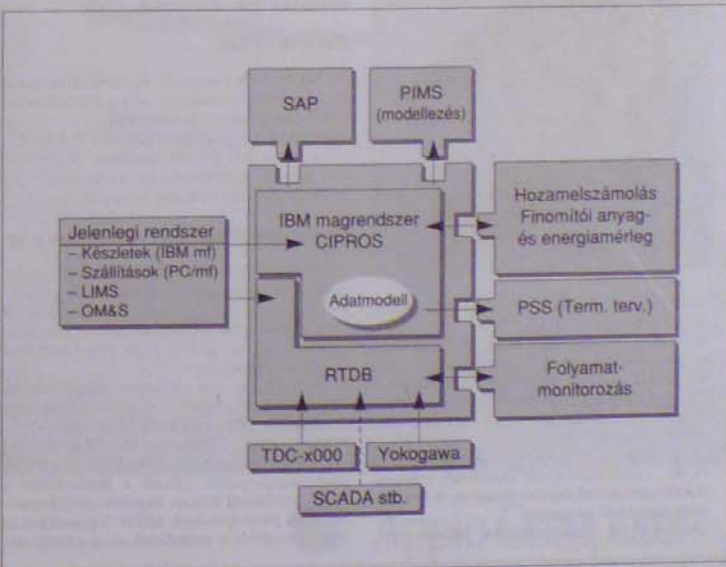 SAP
PIMS
(modellezés)
IBM magrendszer
CIPROS
Hozamelszámolás
Finomítói anyag-
és energiamérleg
Jelenlegi rendszer
– Készletek (IBM mf)
– Szállítások (PC/mf)
– LIMS
– OM&S
Adatmodell
PSS (Term. terv.)
RTDB
Folyamat-
monitorozás
TDC-x000
Yokogawa
SCADA stb.